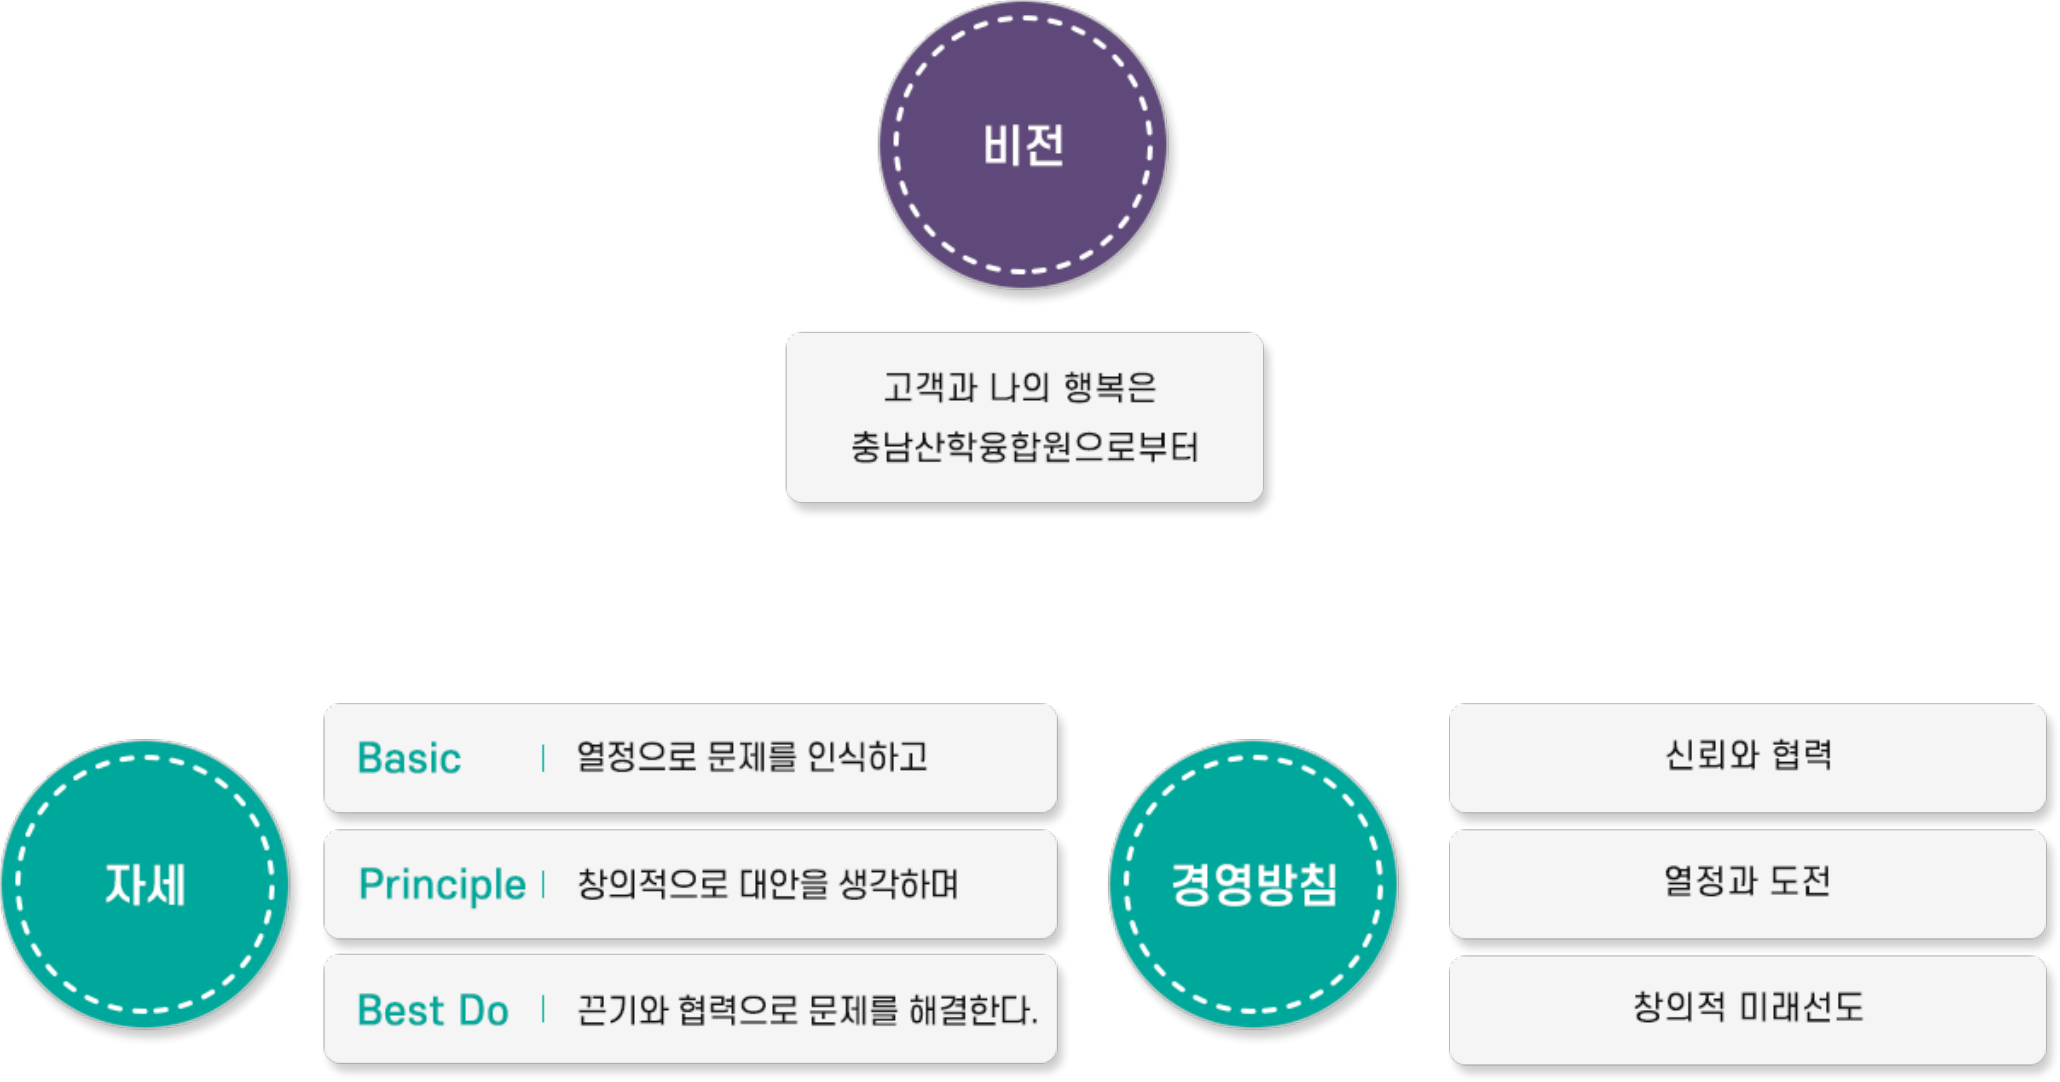 비전
고객과 나의 행복은
충남산학융합원으로부터
자세
Basic | 열정으로 문제를 인식하고
Principle | 창의적으로 대안을 생각하며
Best Do | 끈기와 협력으로 문제를 해결한다.
경영방침
신뢰와 협력
열정과 도전
창의적 미래선도